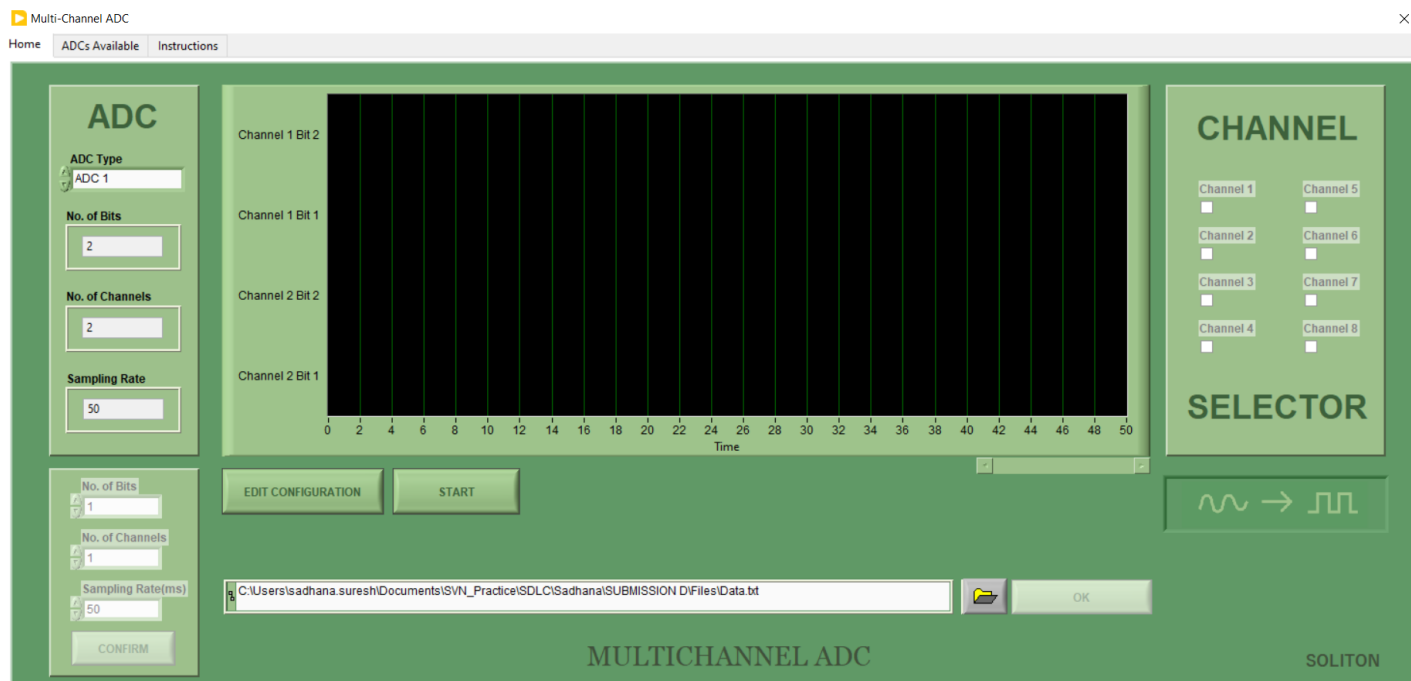 Multi-Channel ADC
Home ADCs Available Instructions
ADC
ADC Type
ADC 1
No. of Bits
2
No. of Channels
2
Sampling Rate
50
Channel 1 Bit 2
Channel 1 Bit 1
Channel 2 Bit 2
Channel 2 Bit 1
0 2 4 6 8 10 12 14 16 18 20 22 24 26 28 30 32 34 36 38 40 42 44 46 48 50
Time
CHANNEL
Channel 1 Channel 5
Channel 2 Channel 6
Channel 3 Channel 7
Channel 4 Channel 8
SELECTOR
No. of Bits
1
No. of Channels
1
Sampling Rate(ms)
50
CONFIRM
EDIT CONFIGURATION START
C:\Users\sadhana.suresh\Documents\SVN_Practice\SDLC\Sadhana\SUBMISSION D\Files\Data.txt
OK
MULTICHANNEL ADC
SOLITON